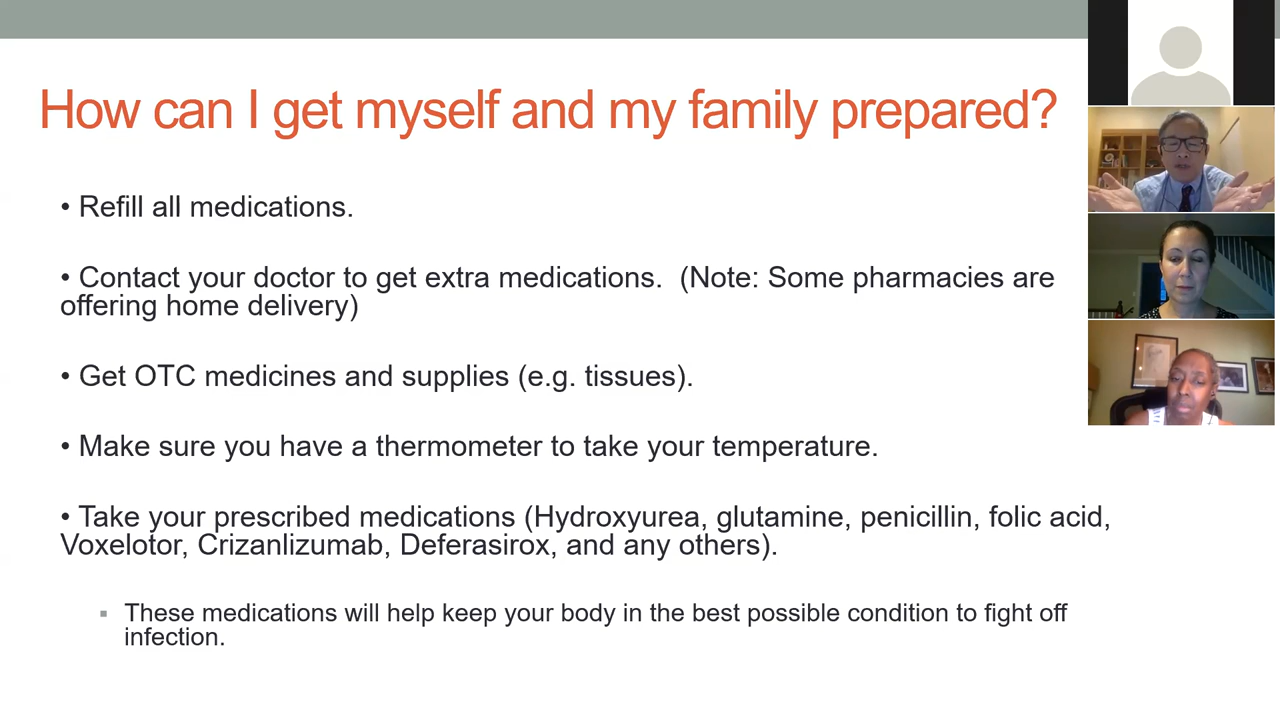 How can I get myself and my family prepared?
• Refill all medications.
• Contact your doctor to get extra medications.  (Note: Some pharmacies are
offering home delivery)
• Get OTC medicines and supplies (e.g. tissues).
• Make sure you have a thermometer to take your temperature.
• Take your prescribed medications (Hydroxyurea, glutamine, penicillin, folic acid,
Voxelotor, Crizanlizumab, Deferasirox, and any others).
▪ These medications will help keep your body in the best possible condition to fight off
infection.